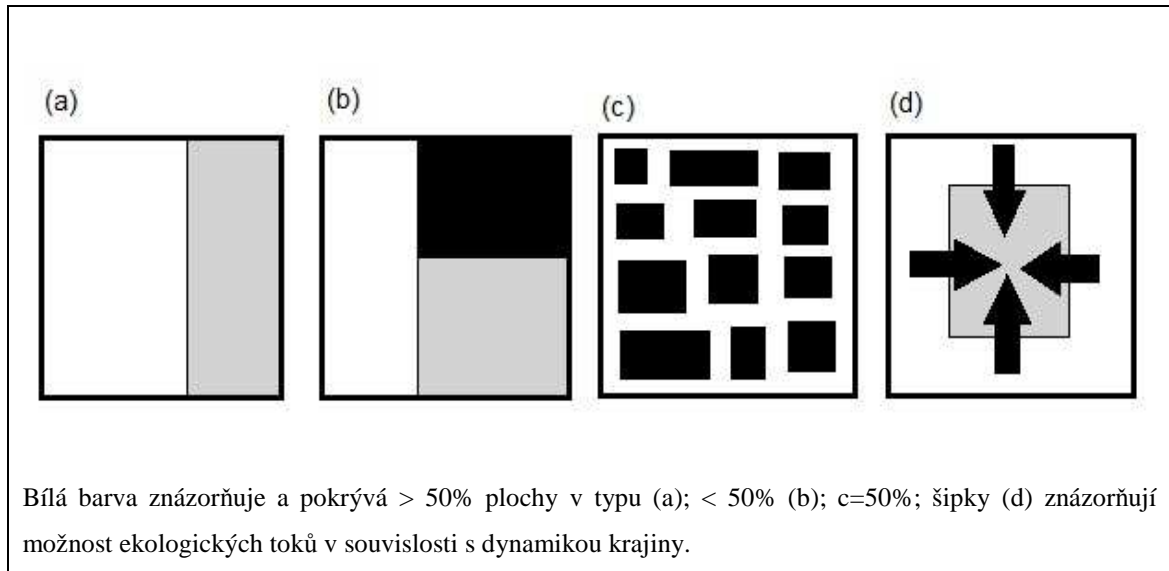 (a) (b) (c) (d)
Bílá barva znázorňuje a pokrývá > 50% plochy v typu (a); < 50% (b); c=50%; šipky (d) znázorňují
možnost ekologických toků v souvislosti s dynamikou krajiny.